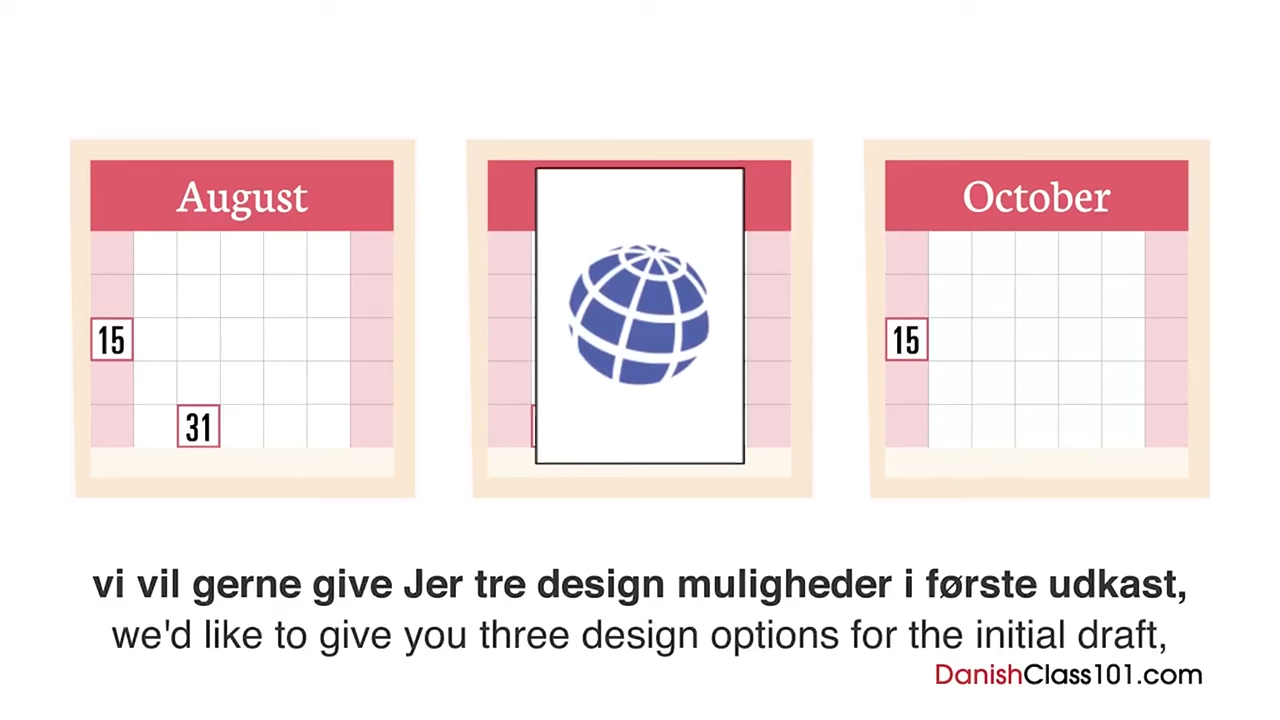 August
October
15
15
31
vi vil gerne give Jer tre design muligheder i første udkast,
we'd like to give you three design options for the initial draft,
DanishClass101.com